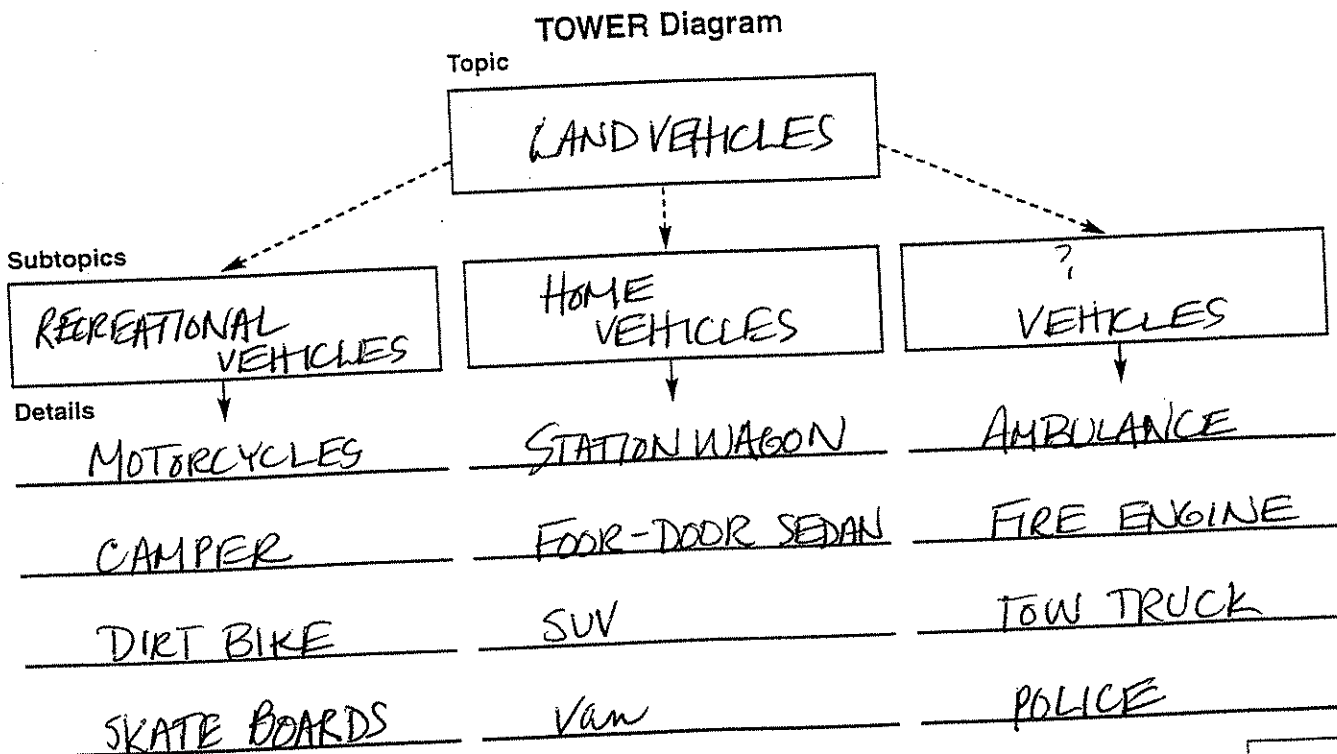 TOWER Diagram
Topic
LAND VEHICLES
Subtopics
RECREATIONAL
VEHICLES
HOME
VEHICLES
?
VEHICLES
Details
MOTORCYCLES
STATION WAGON
AMBULANCE
CAMPER
FOOR-DOOR SEDAN
FIRE ENGINE
DIRT BIKE
SUV
TOW TRUCK
SKATE BOARDS
Van
POLICE